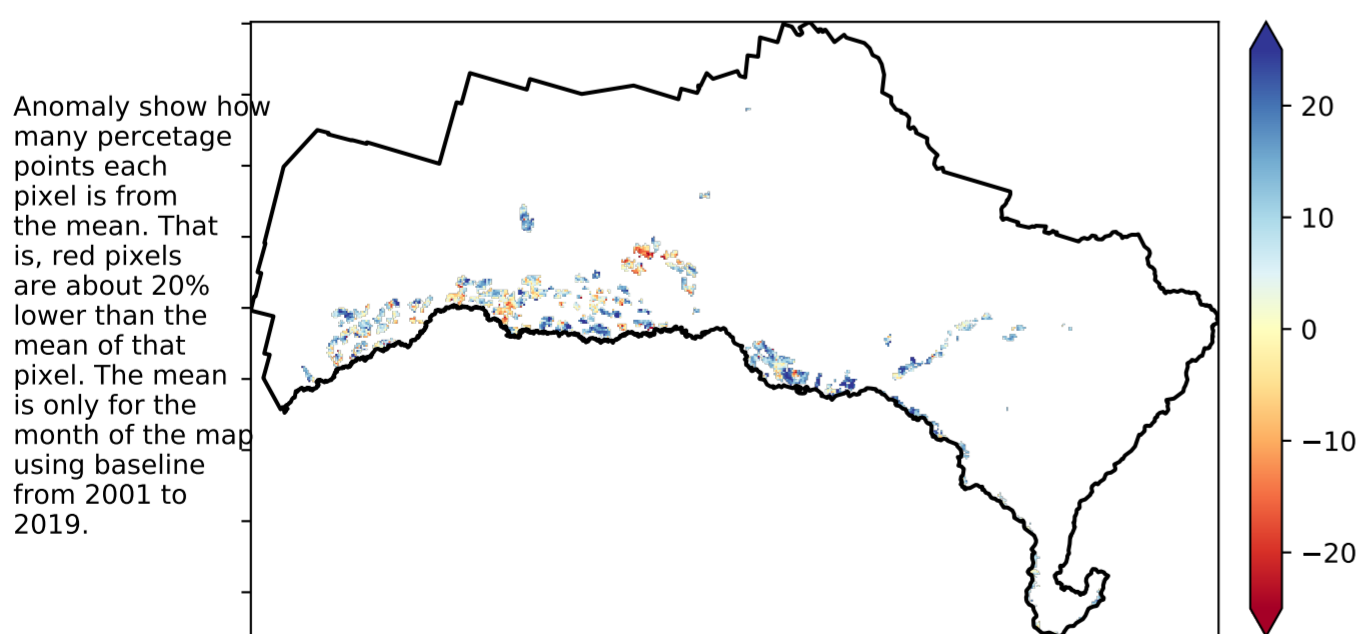 Anomaly show how
many percetage
points each
pixel is from
the mean. That
is, red pixels
are about 20%
lower than the
mean of that
pixel. The mean
is only for the
month of the map
using baseline
from 2001 to
2019.
20
10
0
−10
−20